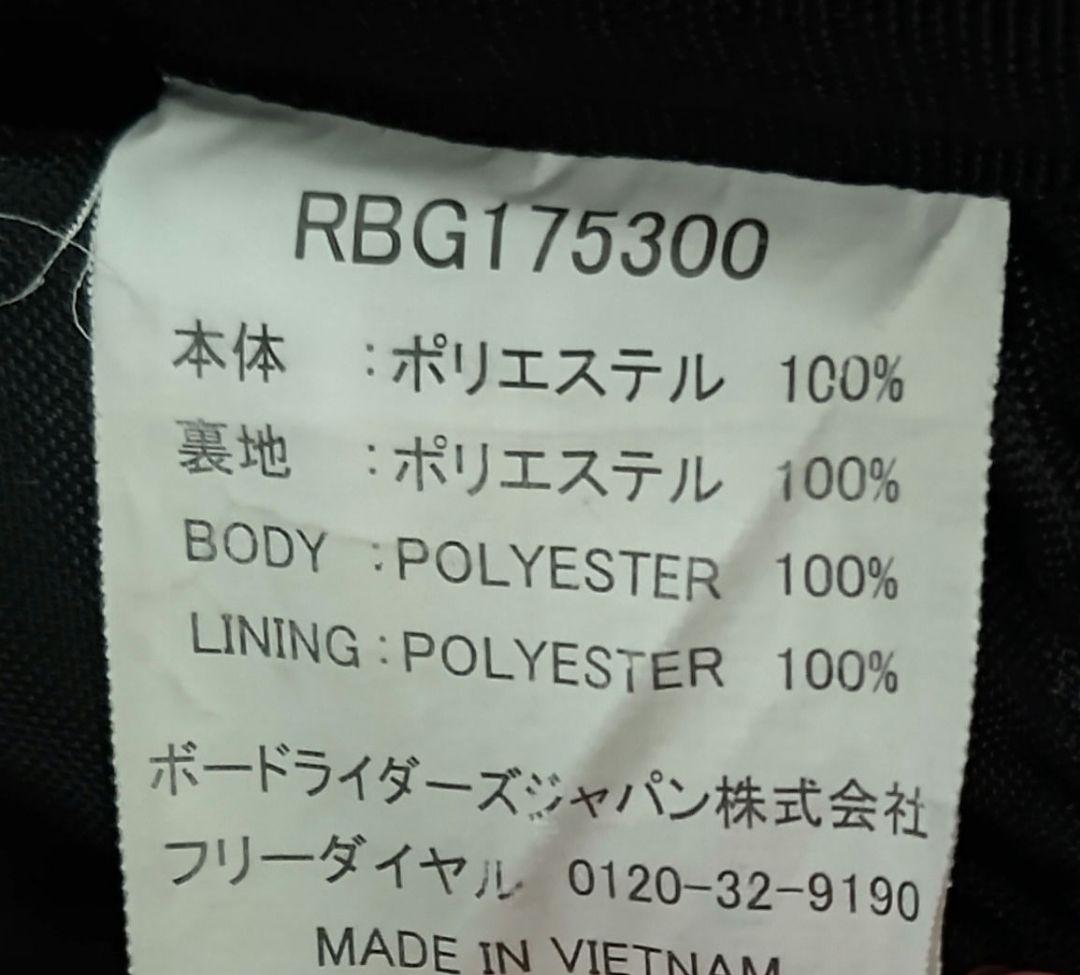 RBG175300
本体 :ポリエステル 100%
裏地 :ポリエステル 100%
BODY :POLYESTER 100%
LINING:POLYESTER 100%
ボードライダーズジャパン株式会社
フリーダイヤル 0120-32-9190
MADE IN VIETNAM